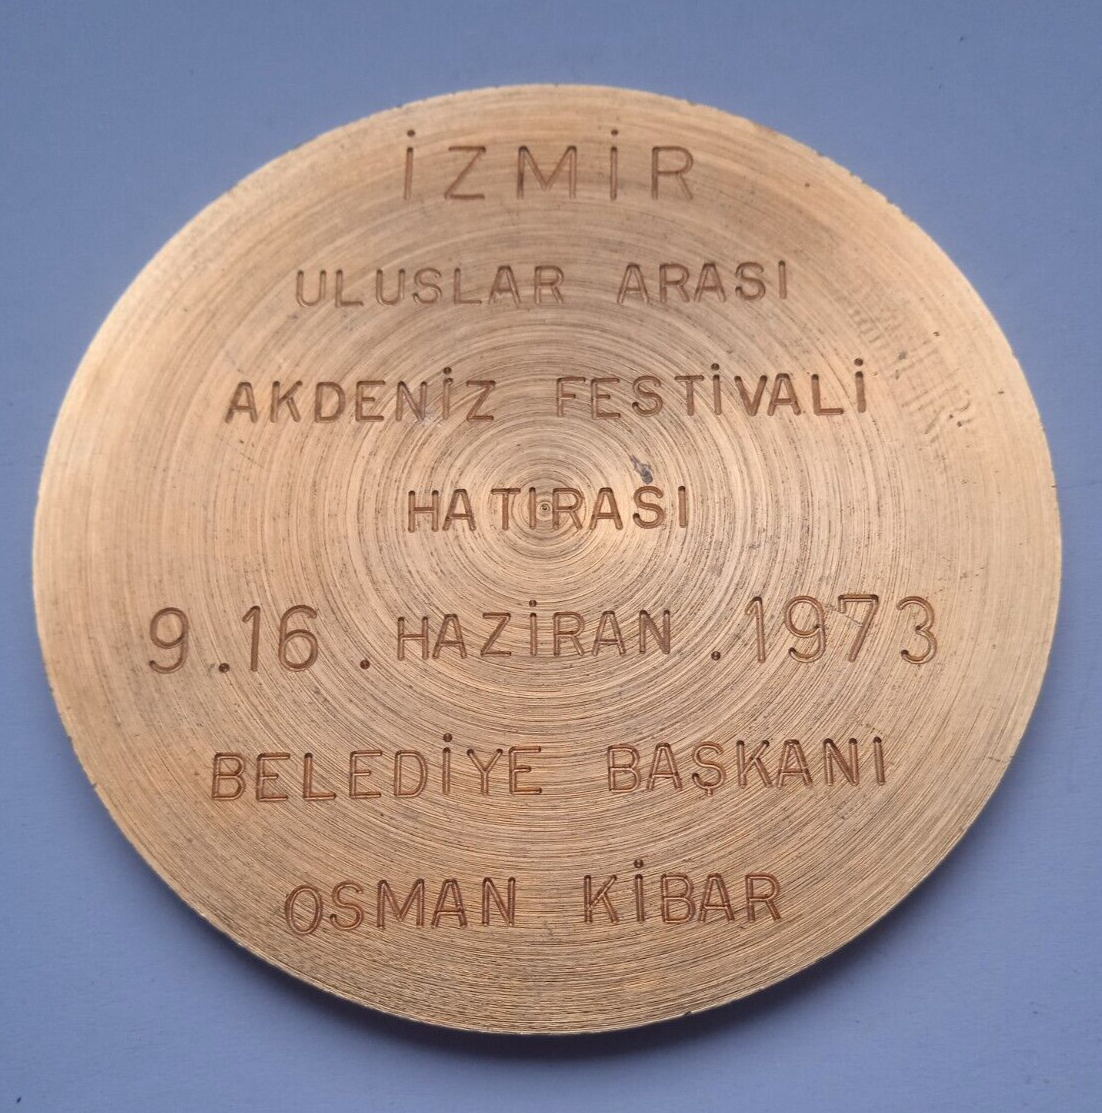 İZMİR
ULUSLAR ARASI
AKDENİZ FESTİVALİ
HATIRASI
9.16.HAZİRAN.1973
BELEDİYE BAŞKANI
OSMAN KİBAR